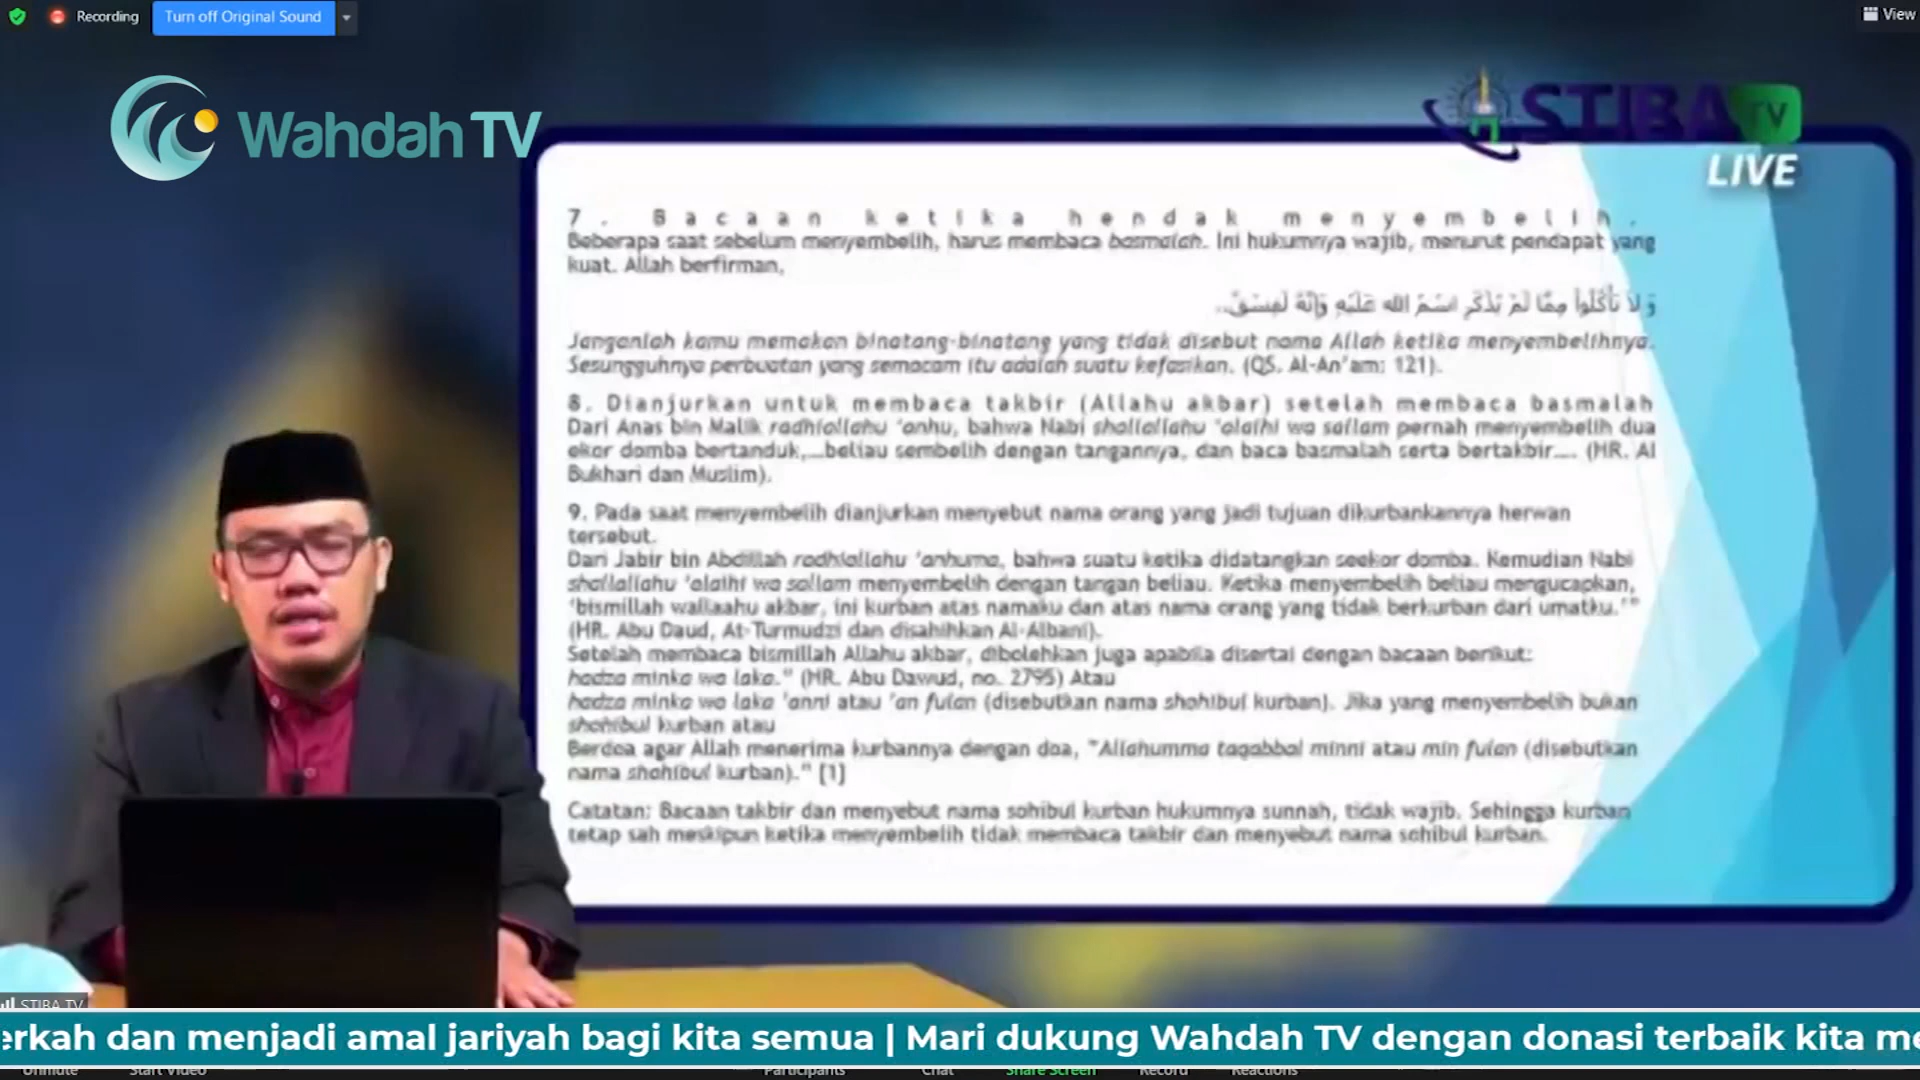 Recording
Turn off Original Sound
View
Wahdah TV
STIBA TV
LIVE
7. Bacaan ketika hendak menyembelih.
Beberapa saat sebelum menyembelih, harus membaca basmalah. Ini hukumnya wajib, menurut pendapat yang
kuat. Allah berfirman,
وَلاَ تَأْكُلُواْ مِمَّا لَمْ يُذْكَرِ اسْمُ الله عَلَيْهِ وَإِنَّهُ لَفِسْقٌ..
Janganlah kamu memakan binatang-binatang yang tidak disebut nama Allah ketika menyembelihnya.
Sesungguhnya perbuatan yang semacam itu adalah suatu kefasikan. (QS. Al-An'am: 121).
8. Dianjurkan untuk membaca takbir (Allahu akbar) setelah membaca basmalah
Dari Anas bin Malik radhiallahu 'anhu, bahwa Nabi shallallahu 'alaihi wa sallam pernah menyembelih dua
ekor domba bertanduk,...beliau sembelih dengan tangannya, dan baca basmalah serta bertakbir.... (HR. Al
Bukhari dan Muslim).
9. Pada saat menyembelih dianjurkan menyebut nama orang yang jadi tujuan dikurbankannya herwan
tersebut.
Dari Jabir bin Abdillah radhiallahu 'anhuma, bahwa suatu ketika didatangkan seekor domba. Kemudian Nabi
shallallahu 'alaihi wa sallam menyembelih dengan tangan beliau. Ketika menyembelih beliau mengucapkan,
'bismillah wallaahu akbar, ini kurban atas namaku dan atas nama orang yang tidak berkurban dari umatku.'"
(HR. Abu Daud, At-Turmudzi dan disahihkan Al-Albani).
Setelah membaca bismillah Allahu akbar, dibolehkan juga apabila disertai dengan bacaan berikut:
hadza minka wa laka." (HR. Abu Dawud, no. 2795) Atau
hadza minka wa laka 'anni atau 'an fulan (disebutkan nama shohibul kurban). Jika yang menyembelih bukan
shohibul kurban atau
Berdoa agar Allah menerima kurbannya dengan doa, "Allahumma taqabbal minni atau min fulan (disebutkan
nama shohibul kurban)." [1]
Catatan: Bacaan takbir dan menyebut nama sohibul kurban hukumnya sunnah, tidak wajib. Sehingga kurban
tetap sah meskipun ketika menyembelih tidak membaca takbir dan menyebut nama sohibul kurban.
STIBA TV
erkah dan menjadi amal jariyah bagi kita semua | Mari dukung Wahdah TV dengan donasi terbaik kita me
Unmute Start Video Participants Chat Share Screen Record Reactions